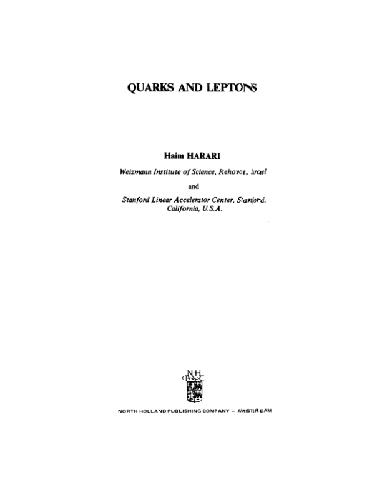 QUARKS AND LEPTONS
Haim HARARI
Weizmann Institute of Science, Rehovot, Israel
and
Stanford Linear Accelerator Center, Stanford,
California, U.S.A.
NH
NORTH HOLLAND PUBLISHING COMPANY – AMSTERDAM